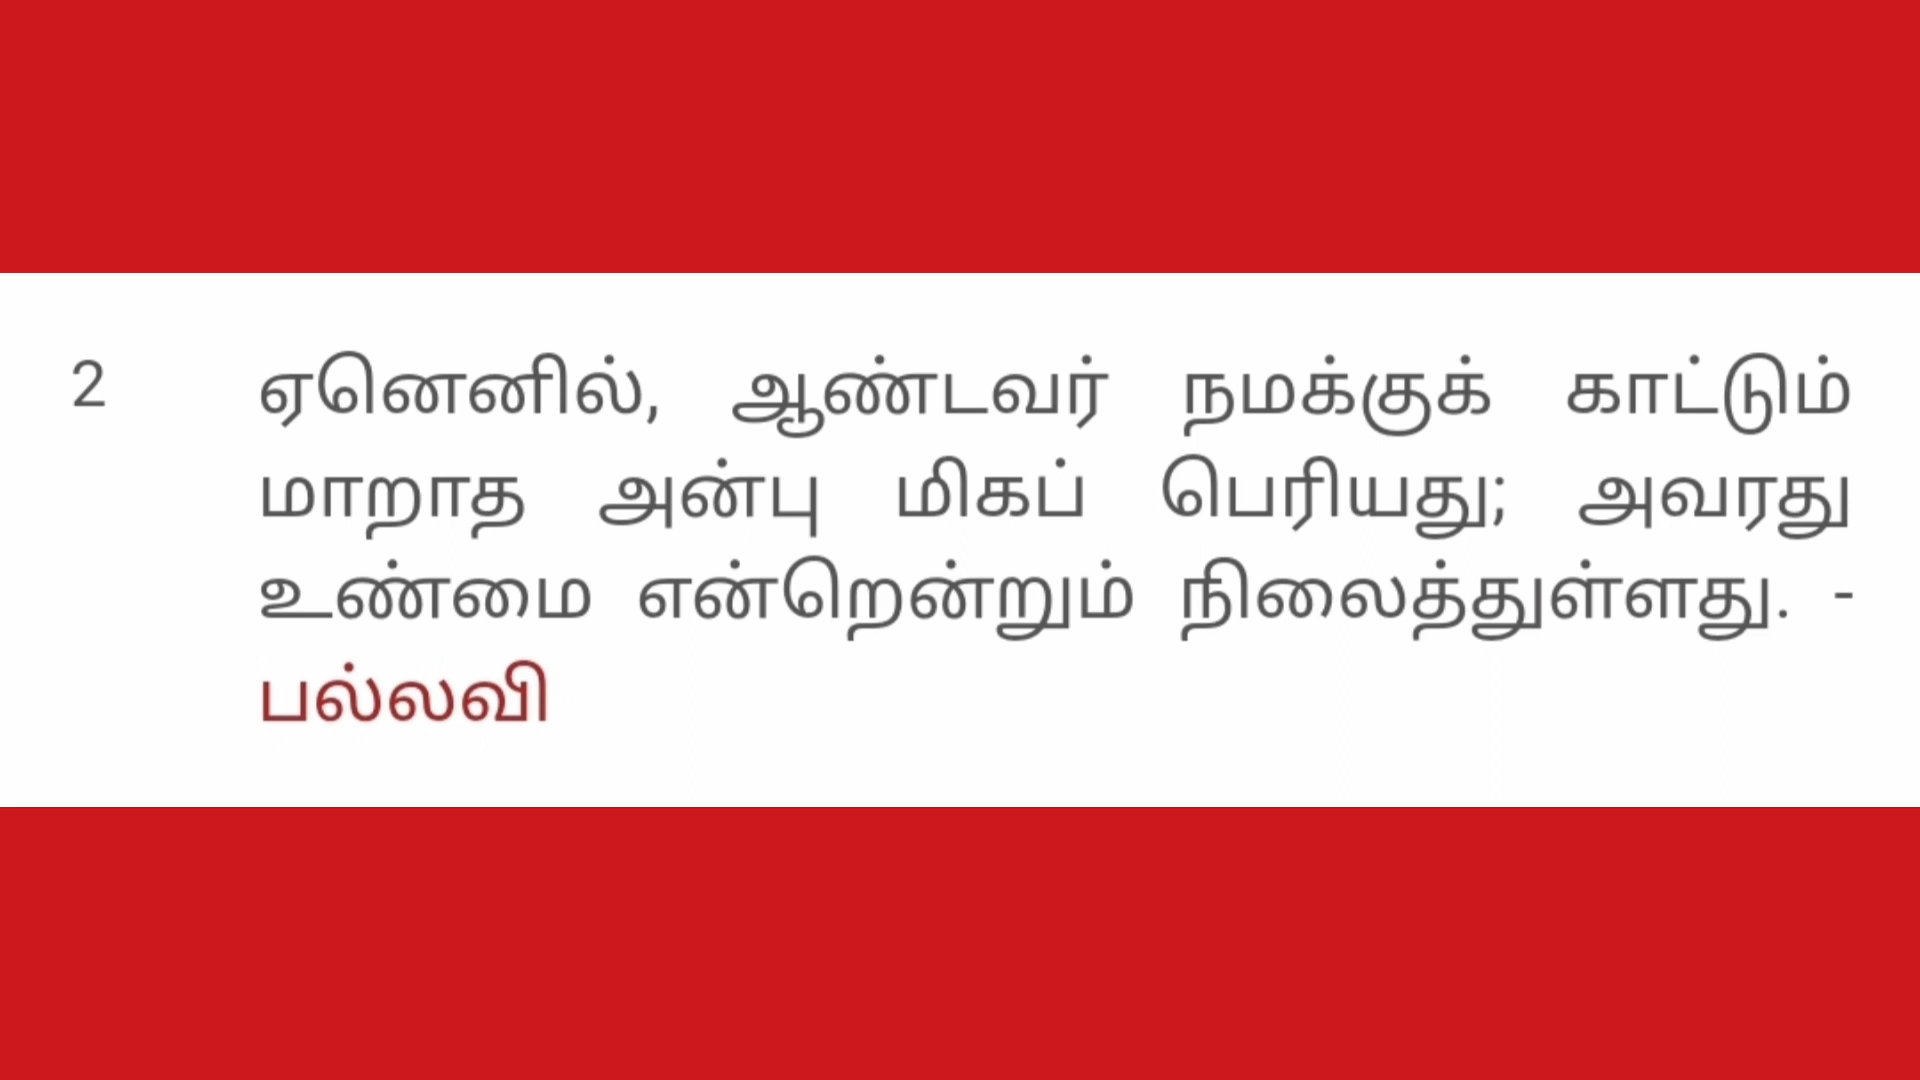 2 ஏனெனில், ஆண்டவர் நமக்குக் காட்டும்
மாறாத அன்பு மிகப் பெரியது; அவரது
உண்மை என்றென்றும் நிலைத்துள்ளது. -
பல்லவி